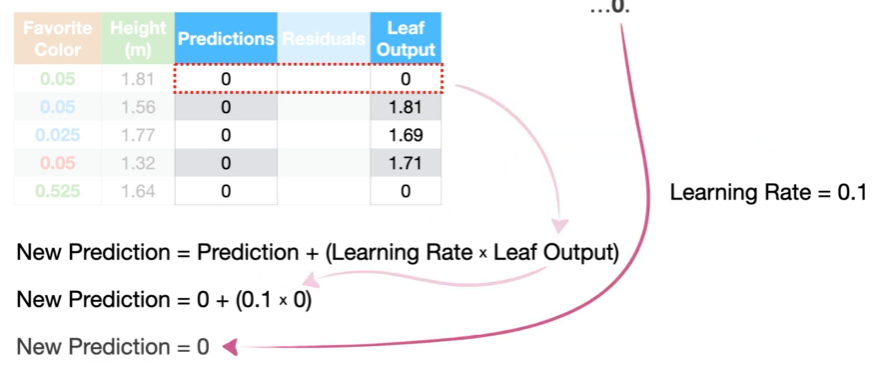 ...0.
Favorite Color Height (m) Predictions Residuals Leaf Output
0.05 1.81 0 0
0.05 1.56 0 1.81
0.025 1.77 0 1.69
0.05 1.32 0 1.71
0.525 1.64 0 0
Learning Rate = 0.1
New Prediction = Prediction + (Learning Rate × Leaf Output)
New Prediction = 0 + (0.1 × 0)
New Prediction = 0